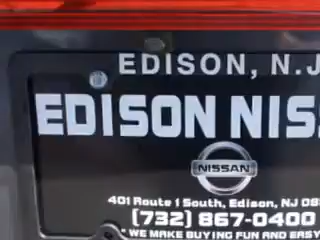 EDISON, N.J
EDISON NIS
NISSAN
401 Route 1 South, Edison, NJ 08
(732) 867-0400
"WE MAKE BUYING FUN AND EASY